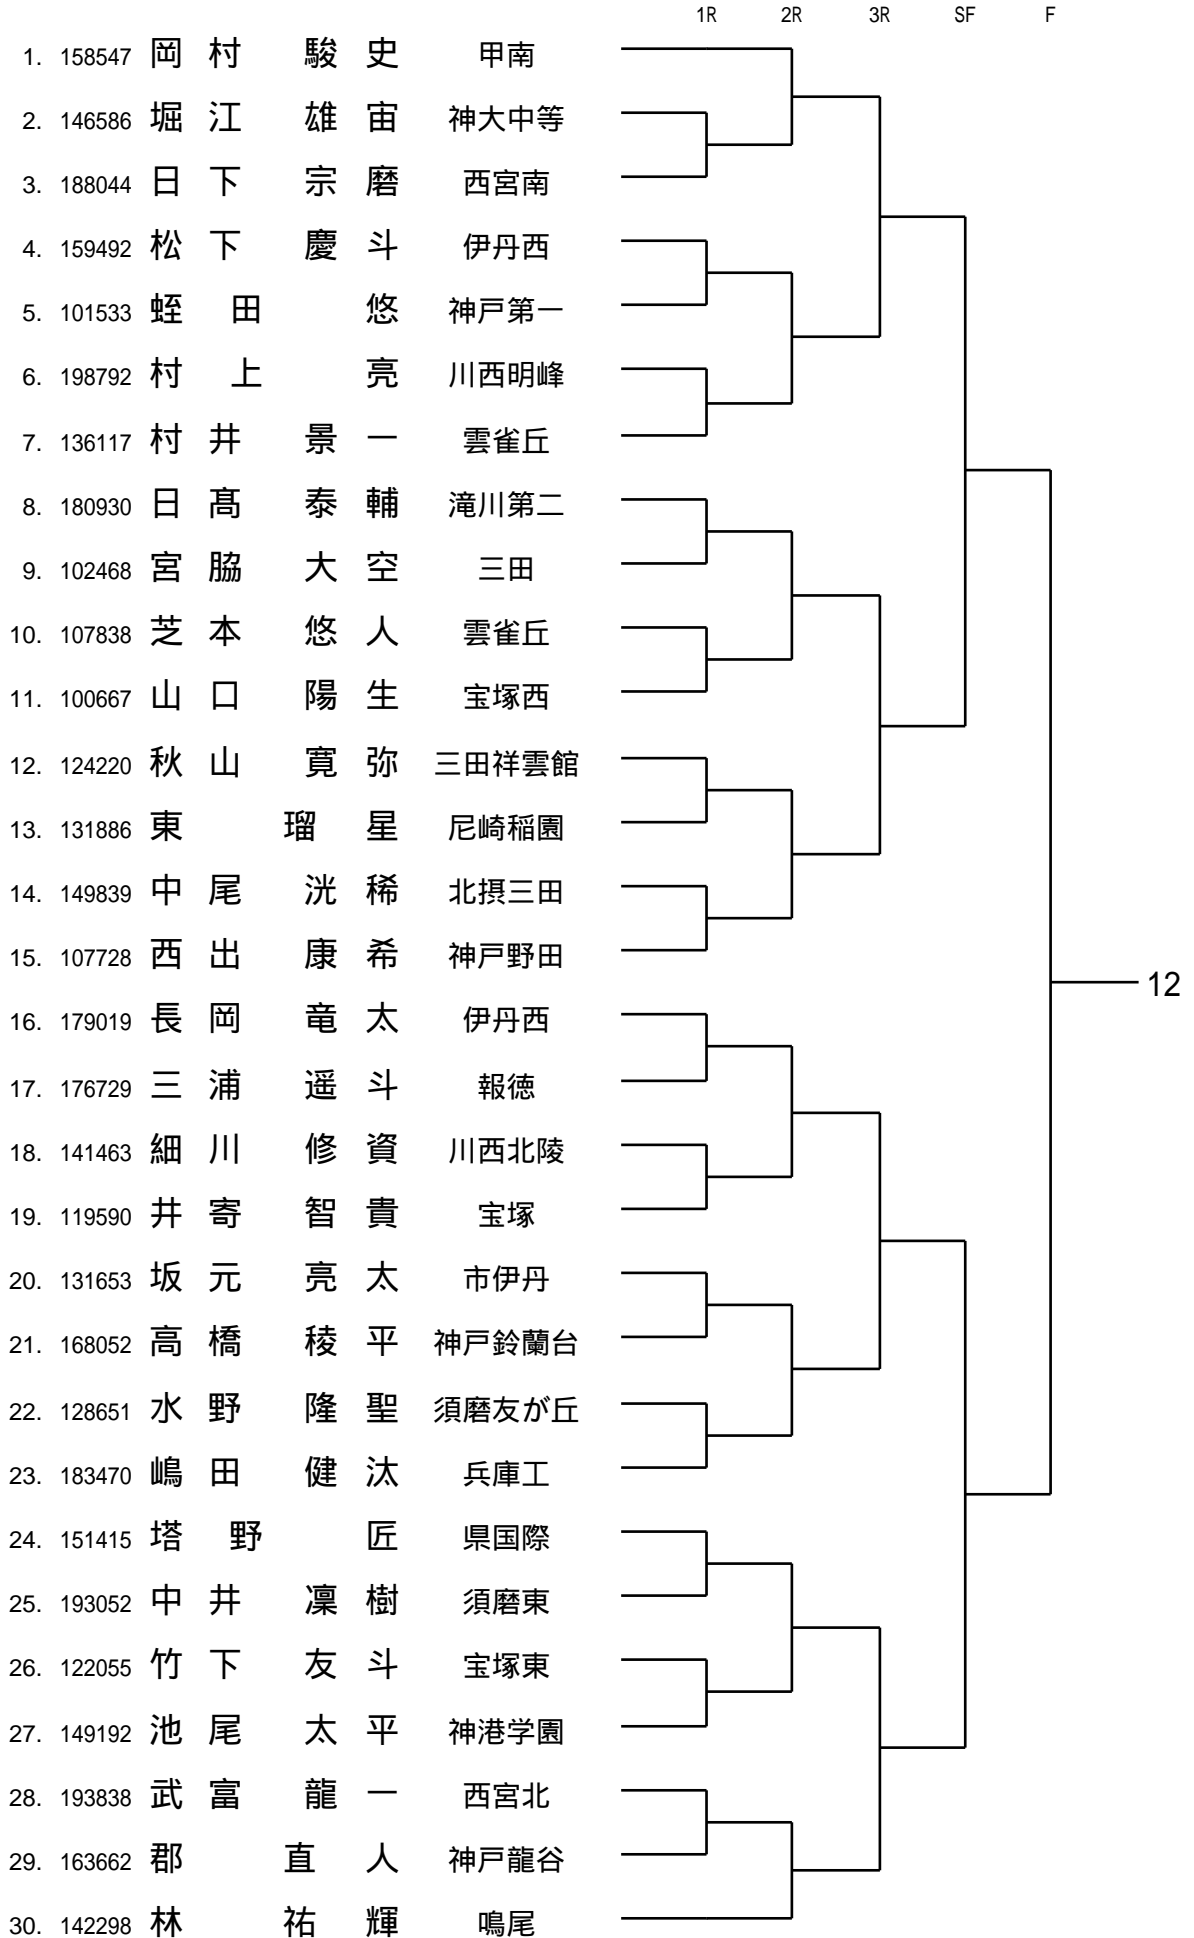 1R 2R 3R SF F
1. 158547 岡村 駿史 甲南
2. 146586 堀江 雄宙 神大中等
3. 188044 日下 宗磨 西宮南
4. 159492 松下 慶斗 伊丹西
5. 101533 蛭田 悠 神戸第一
6. 198792 村上 亮 川西明峰
7. 136117 村井 景一 雲雀丘
8. 180930 日髙 泰輔 滝川第二
9. 102468 宮脇 大空 三田
10. 107838 芝本 悠人 雲雀丘
11. 100667 山口 陽生 宝塚西
12. 124220 秋山 寛弥 三田祥雲館
13. 131886 東 瑠星 尼崎稲園
14. 149839 中尾 洸稀 北摂三田
15. 107728 西出 康希 神戸野田
12
16. 179019 長岡 竜太 伊丹西
17. 176729 三浦 遥斗 報徳
18. 141463 細川 修資 川西北陵
19. 119590 井寄 智貴 宝塚
20. 131653 坂元 亮太 市伊丹
21. 168052 高橋 稜平 神戸鈴蘭台
22. 128651 水野 隆聖 須磨友が丘
23. 183470 嶋田 健汰 兵庫工
24. 151415 塔野 匠 県国際
25. 193052 中井 凜樹 須磨東
26. 122055 竹下 友斗 宝塚東
27. 149192 池尾 太平 神港学園
28. 193838 武富 龍一 西宮北
29. 163662 郡 直人 神戸龍谷
30. 142298 林 祐輝 鳴尾